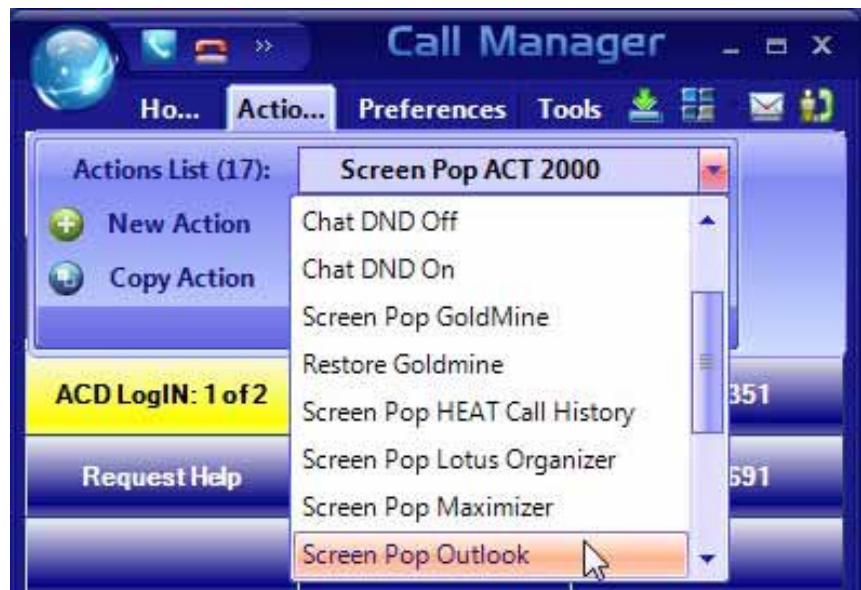 Call Manager
Ho... Actio... Preferences Tools
Actions List (17): Screen Pop ACT 2000
New Action
Copy Action
Chat DND Off
Chat DND On
Screen Pop GoldMine
Restore Goldmine
Screen Pop HEAT Call History
Screen Pop Lotus Organizer
Screen Pop Maximizer
Screen Pop Outlook
ACD LogIN: 1 of 2
351
Request Help
691